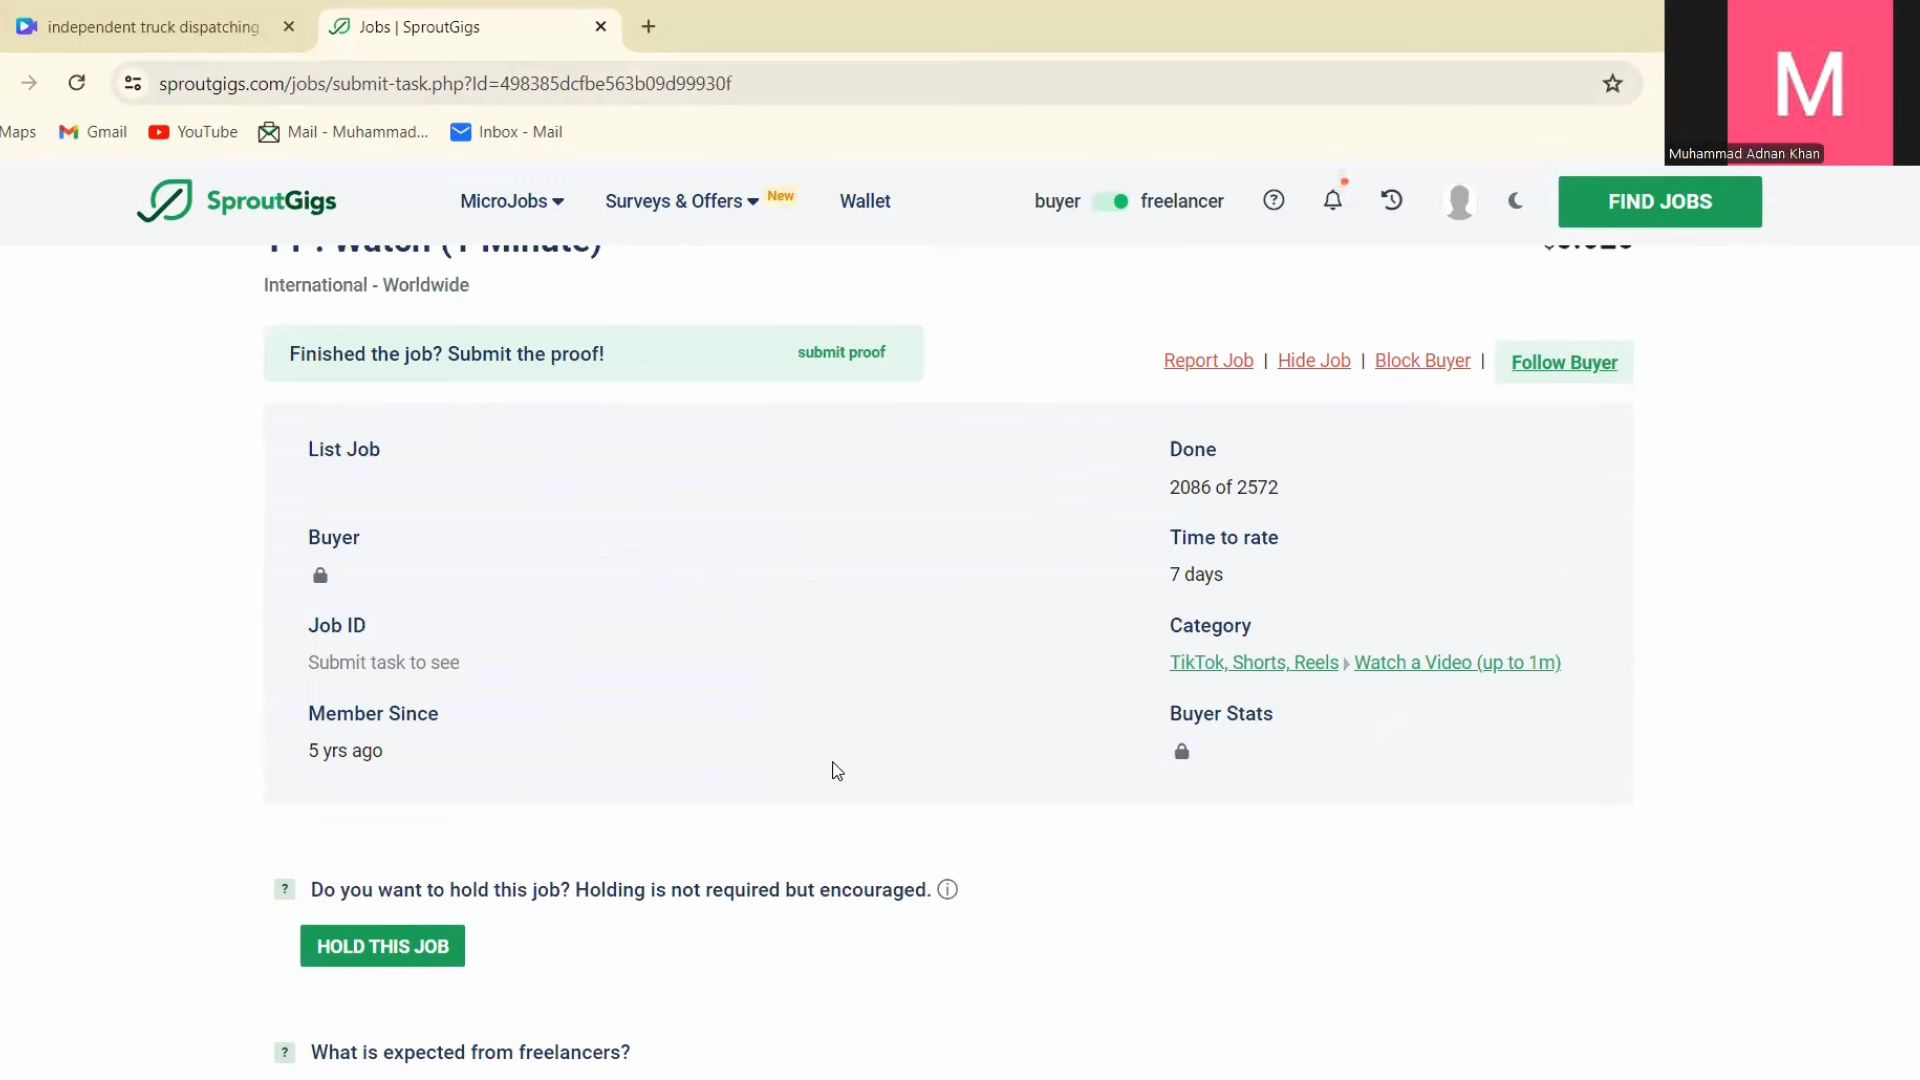 independent truck dispatching
Jobs | SproutGigs
sproutgigs.com/jobs/submit-task.php?Id=498385dcfbe563b09d99930f
Maps
Gmail
YouTube
Mail - Muhammad...
Inbox - Mail
M
Muhammad Adnan Khan
SproutGigs
MicroJobs
Surveys & Offers
New
Wallet
buyer
freelancer
FIND JOBS
Watch (1 Minute)
International - Worldwide
Finished the job? Submit the proof!
submit proof
Report Job | Hide Job | Block Buyer | Follow Buyer
List Job
Done
2086 of 2572
Buyer
Time to rate
7 days
Job ID
Submit task to see
Category
TikTok, Shorts, Reels Watch a Video (up to 1m)
Member Since
5 yrs ago
Buyer Stats
? Do you want to hold this job? Holding is not required but encouraged.
HOLD THIS JOB
? What is expected from freelancers?